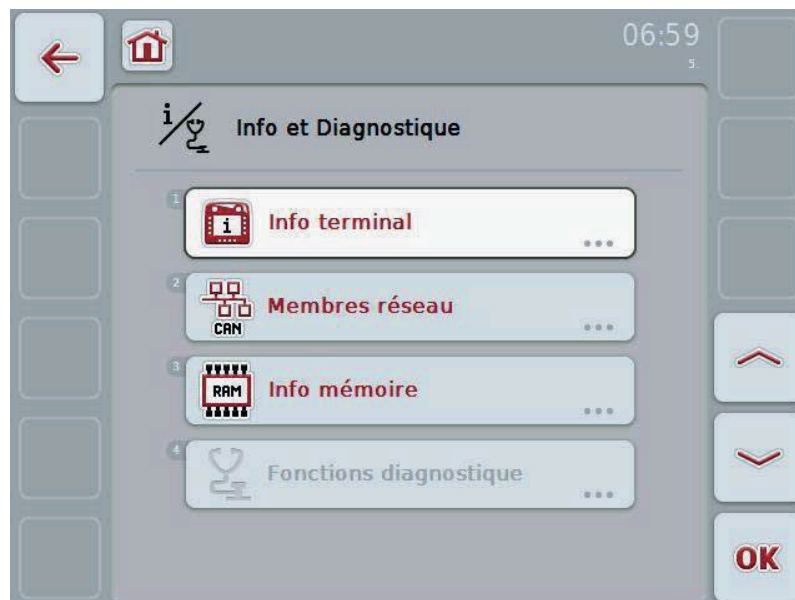 06:59
5.
i
Info et Diagnostique
1
i
Info terminal
...
2
CAN
Membres réseau
...
3
RAM
Info mémoire
...
4
Fonctions diagnostique
...
OK